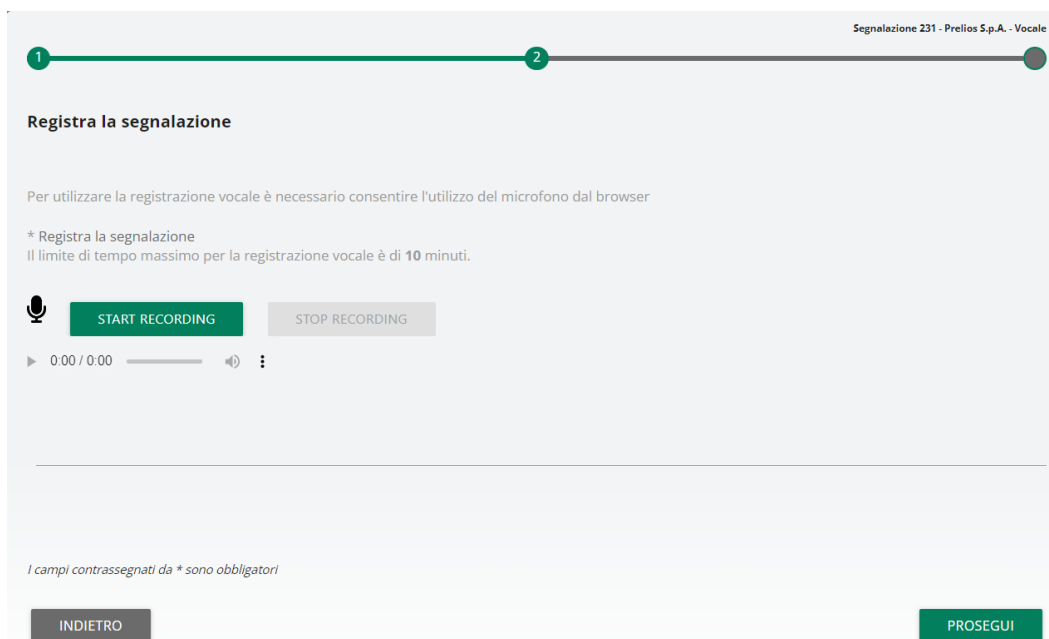 Segnalazione 231 - Prelios S.p.A. - Vocale
1
2
Registra la segnalazione
Per utilizzare la registrazione vocale è necessario consentire l'utilizzo del microfono dal browser
* Registra la segnalazione
Il limite di tempo massimo per la registrazione vocale è di 10 minuti.
START RECORDING
STOP RECORDING
0:00 / 0:00
I campi contrassegnati da * sono obbligatori
INDIETRO
PROSEGUI